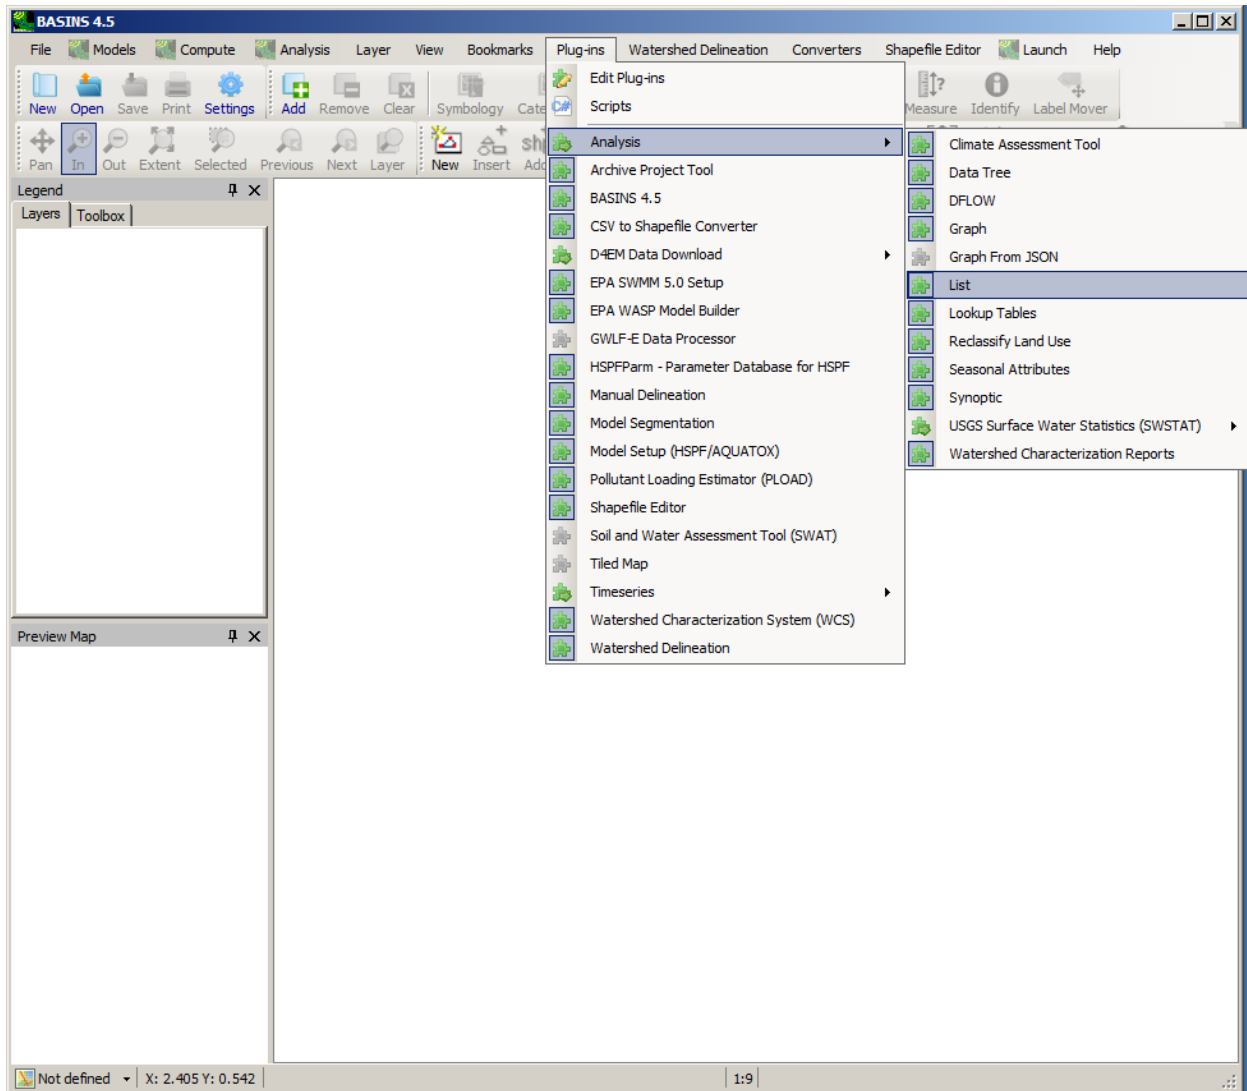 BASINS 4.5
File Models Compute Analysis Layer View Bookmarks Plug-ins Watershed Delineation Converters Shapefile Editor Launch Help
New Open Save Print Settings Add Remove Clear Symbology Cate Measure Identify Label Mover
Pan In Out Extent Selected Previous Next Layer New Insert Add
Legend
Layers Toolbox
Edit Plug-ins
C# Scripts
Analysis
Archive Project Tool
BASINS 4.5
CSV to Shapefile Converter
D4EM Data Download
EPA SWMM 5.0 Setup
EPA WASP Model Builder
GWLF-E Data Processor
HSPFParm - Parameter Database for HSPF
Manual Delineation
Model Segmentation
Model Setup (HSPF/AQUATOX)
Pollutant Loading Estimator (PLOAD)
Shapefile Editor
Soil and Water Assessment Tool (SWAT)
Tiled Map
Timeseries
Watershed Characterization System (WCS)
Watershed Delineation
Climate Assessment Tool
Data Tree
DFLOW
Graph
Graph From JSON
List
Lookup Tables
Reclassify Land Use
Seasonal Attributes
Synoptic
USGS Surface Water Statistics (SWSTAT)
Watershed Characterization Reports
Preview Map
Not defined X: 2.405 Y: 0.542 1:9